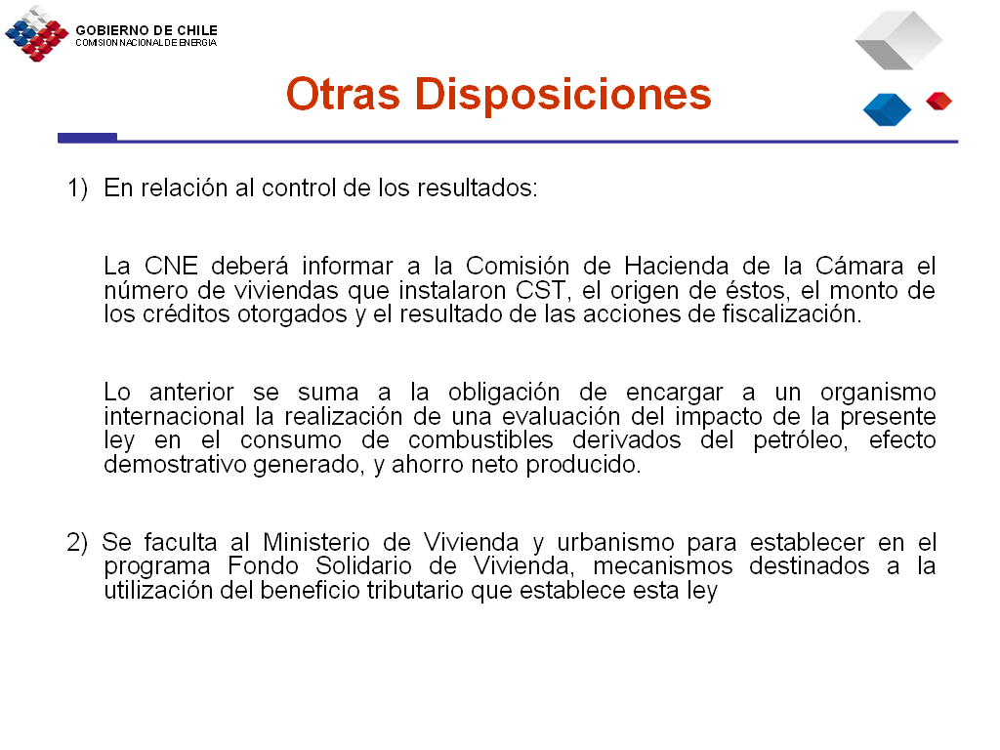 GOBIERNO DE CHILE
COMISION NACIONAL DE ENERGIA
Otras Disposiciones
1) En relación al control de los resultados:
La CNE deberá informar a la Comisión de Hacienda de la Cámara el
número de viviendas que instalaron CST, el origen de éstos, el monto de
los créditos otorgados y el resultado de las acciones de fiscalización.
Lo anterior se suma a la obligación de encargar a un organismo
internacional la realización de una evaluación del impacto de la presente
ley en el consumo de combustibles derivados del petróleo, efecto
demostrativo generado, y ahorro neto producido.
2) Se faculta al Ministerio de Vivienda y urbanismo para establecer en el
programa Fondo Solidario de Vivienda, mecanismos destinados a la
utilización del beneficio tributario que establece esta ley